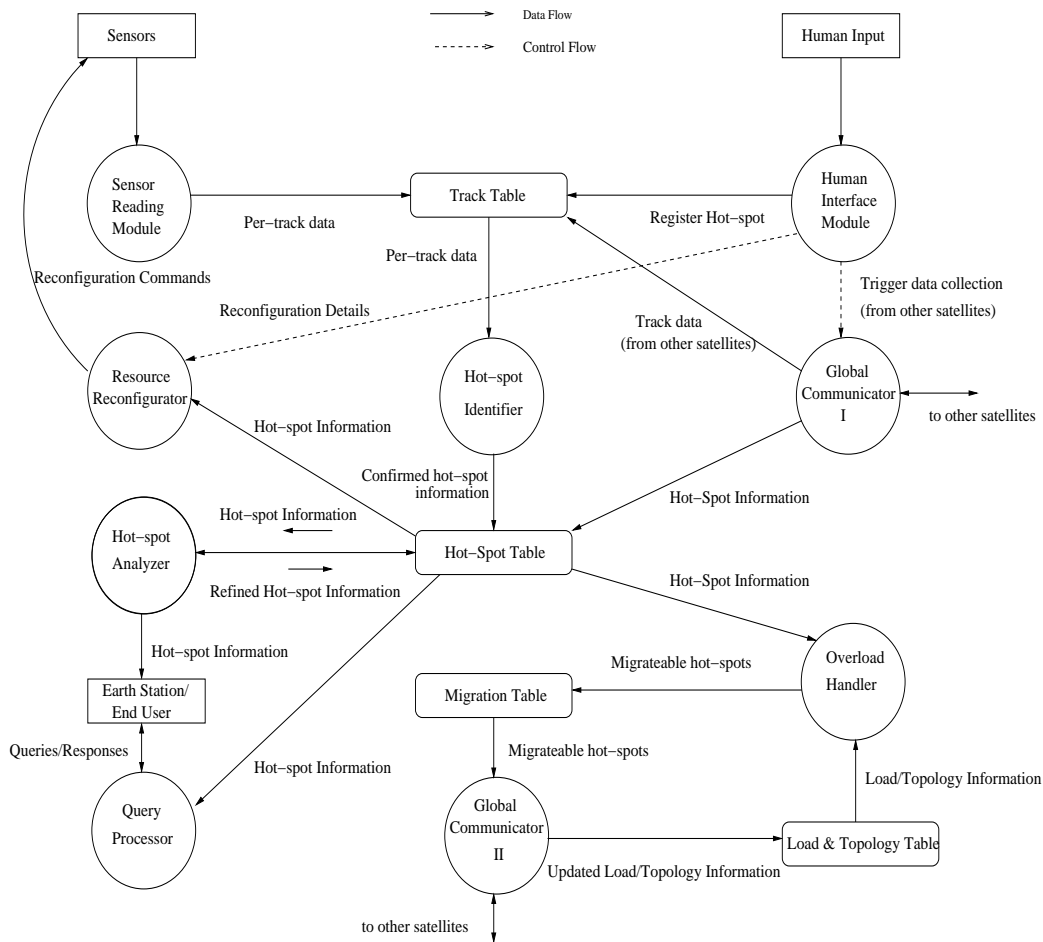 Data Flow
Sensors
Human Input
Control Flow
Sensor
Reading
Module
Track Table
Human
Interface
Module
Per-track data
Register Hot-spot
Per-track data
Reconfiguration Commands
Trigger data collection
(from other satellites)
Reconfiguration Details
Track data
(from other satellites)
Resource
Reconfigurator
Hot-spot
Identifier
Global
Communicator
I
to other satellites
Hot-spot Information
Confirmed hot-spot
information
Hot-Spot Information
Hot-spot Information
Hot-spot
Analyzer
Hot-Spot Table
Refined Hot-spot Information
Hot-Spot Information
Hot-spot Information
Migrateable hot-spots
Overload
Handler
Earth Station/
End User
Migration Table
Queries/Responses
Migrateable hot-spots
Hot-spot Information
Load/Topology Information
Query
Processor
Global
Communicator
II
Load & Topology Table
Updated Load/Topology Information
to other satellites